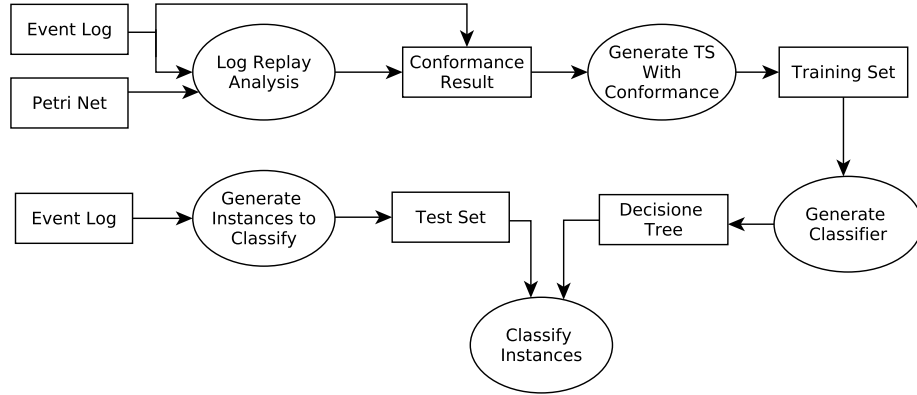 Event Log
Petri Net
Log Replay
Analysis
Conformance
Result
Generate TS
With
Conformance
Training Set
Event Log
Generate
Instances to
Classify
Test Set
Decisione
Tree
Generate
Classifier
Classify
Instances